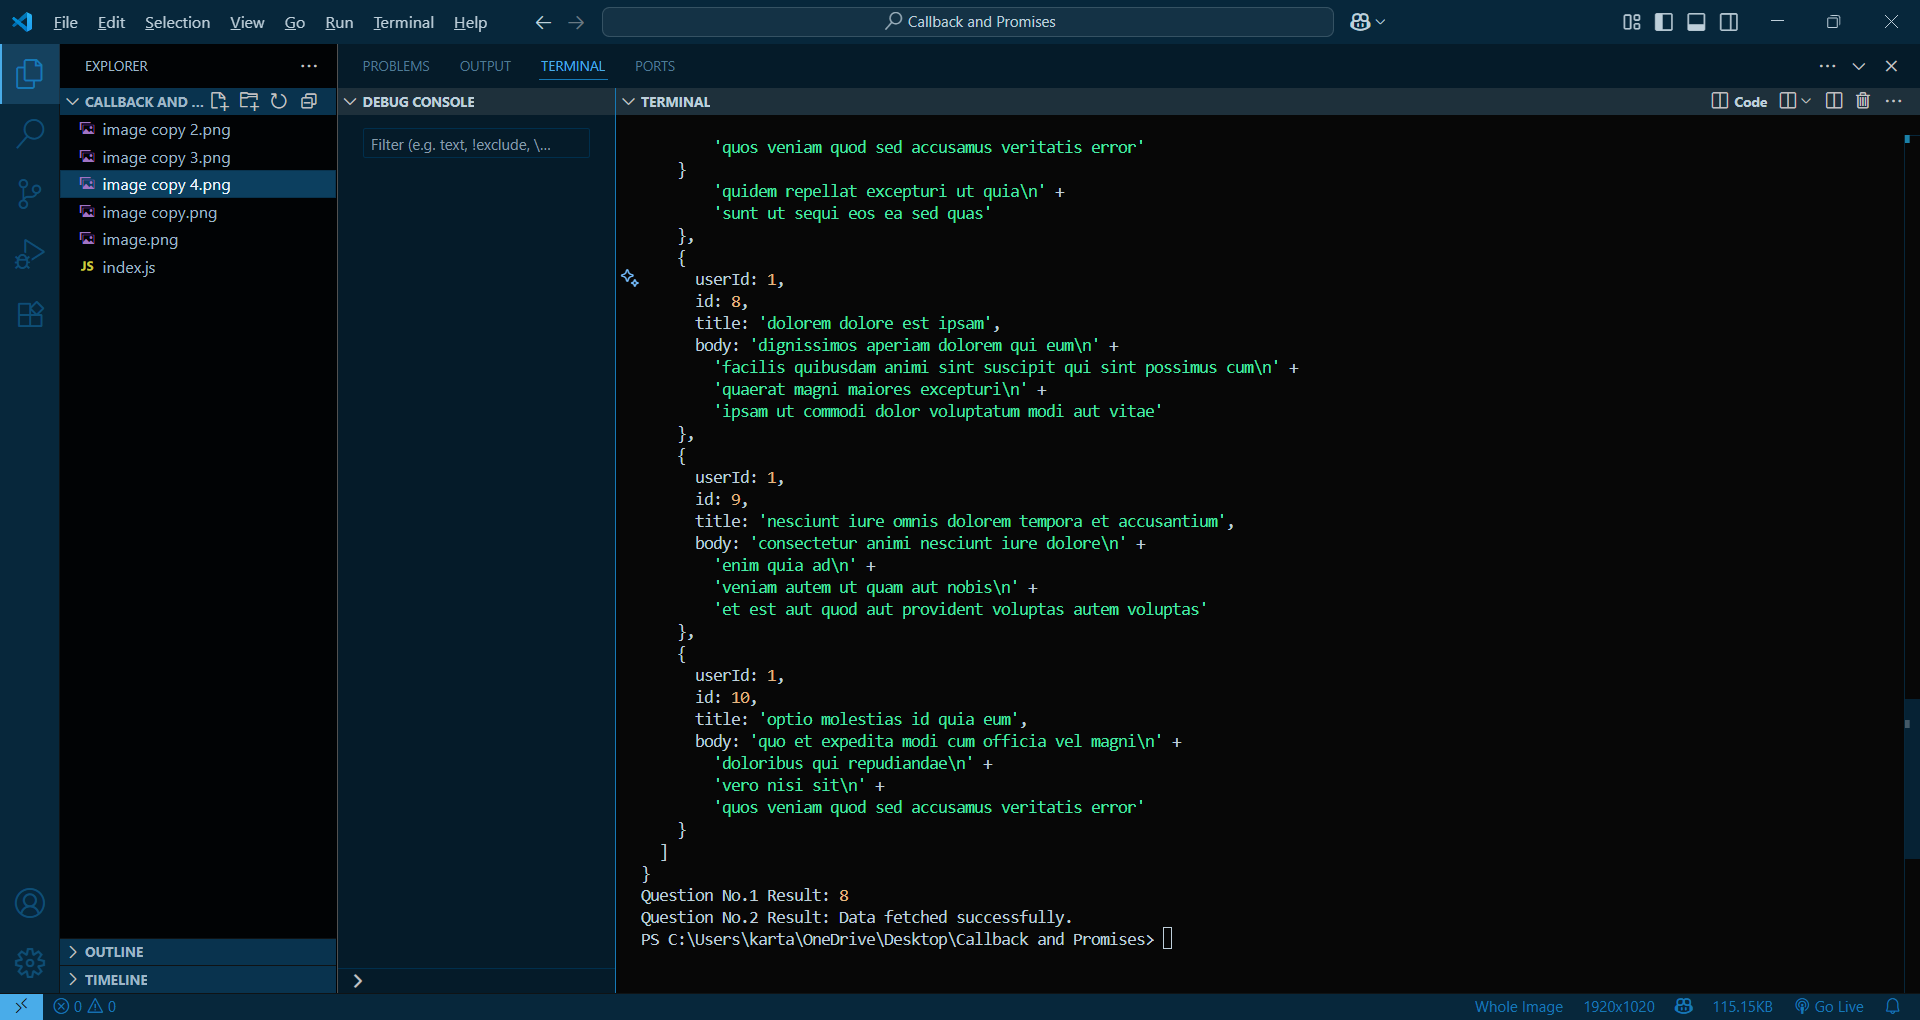 File Edit Selection View Go Run Terminal Help
Callback and Promises
EXPLORER
CALLBACK AND ...
image copy 2.png
image copy 3.png
image copy 4.png
image copy.png
image.png
JS index.js
OUTLINE
TIMELINE
PROBLEMS OUTPUT TERMINAL PORTS
DEBUG CONSOLE
Filter (e.g. text, !exclude, \...
TERMINAL
Code
'quos veniam quod sed accusamus veritatis error'
}
'quidem repellat excepturi ut quia\n' +
'sunt ut sequi eos ea sed quas'
},
{
userId: 1,
id: 8,
title: 'dolorem dolore est ipsam',
body: 'dignissimos aperiam dolorem qui eum\n' +
'facilis quibusdam animi sint suscipit qui sint possimus cum\n' +
'quaerat magni maiores excepturi\n' +
'ipsam ut commodi dolor voluptatum modi aut vitae'
},
{
userId: 1,
id: 9,
title: 'nesciunt iure omnis dolorem tempora et accusantium',
body: 'consectetur animi nesciunt iure dolore\n' +
'enim quia ad\n' +
'veniam autem ut quam aut nobis\n' +
'et est aut quod aut provident voluptas autem voluptas'
},
{
userId: 1,
id: 10,
title: 'optio molestias id quia eum',
body: 'quo et expedita modi cum officia vel magni\n' +
'doloribus qui repudiandae\n' +
'vero nisi sit\n' +
'quos veniam quod sed accusamus veritatis error'
}
]
}
Question No.1 Result: 8
Question No.2 Result: Data fetched successfully.
PS C:\Users\karta\OneDrive\Desktop\Callback and Promises>
0 0
Whole Image 1920x1020 115.15KB Go Live